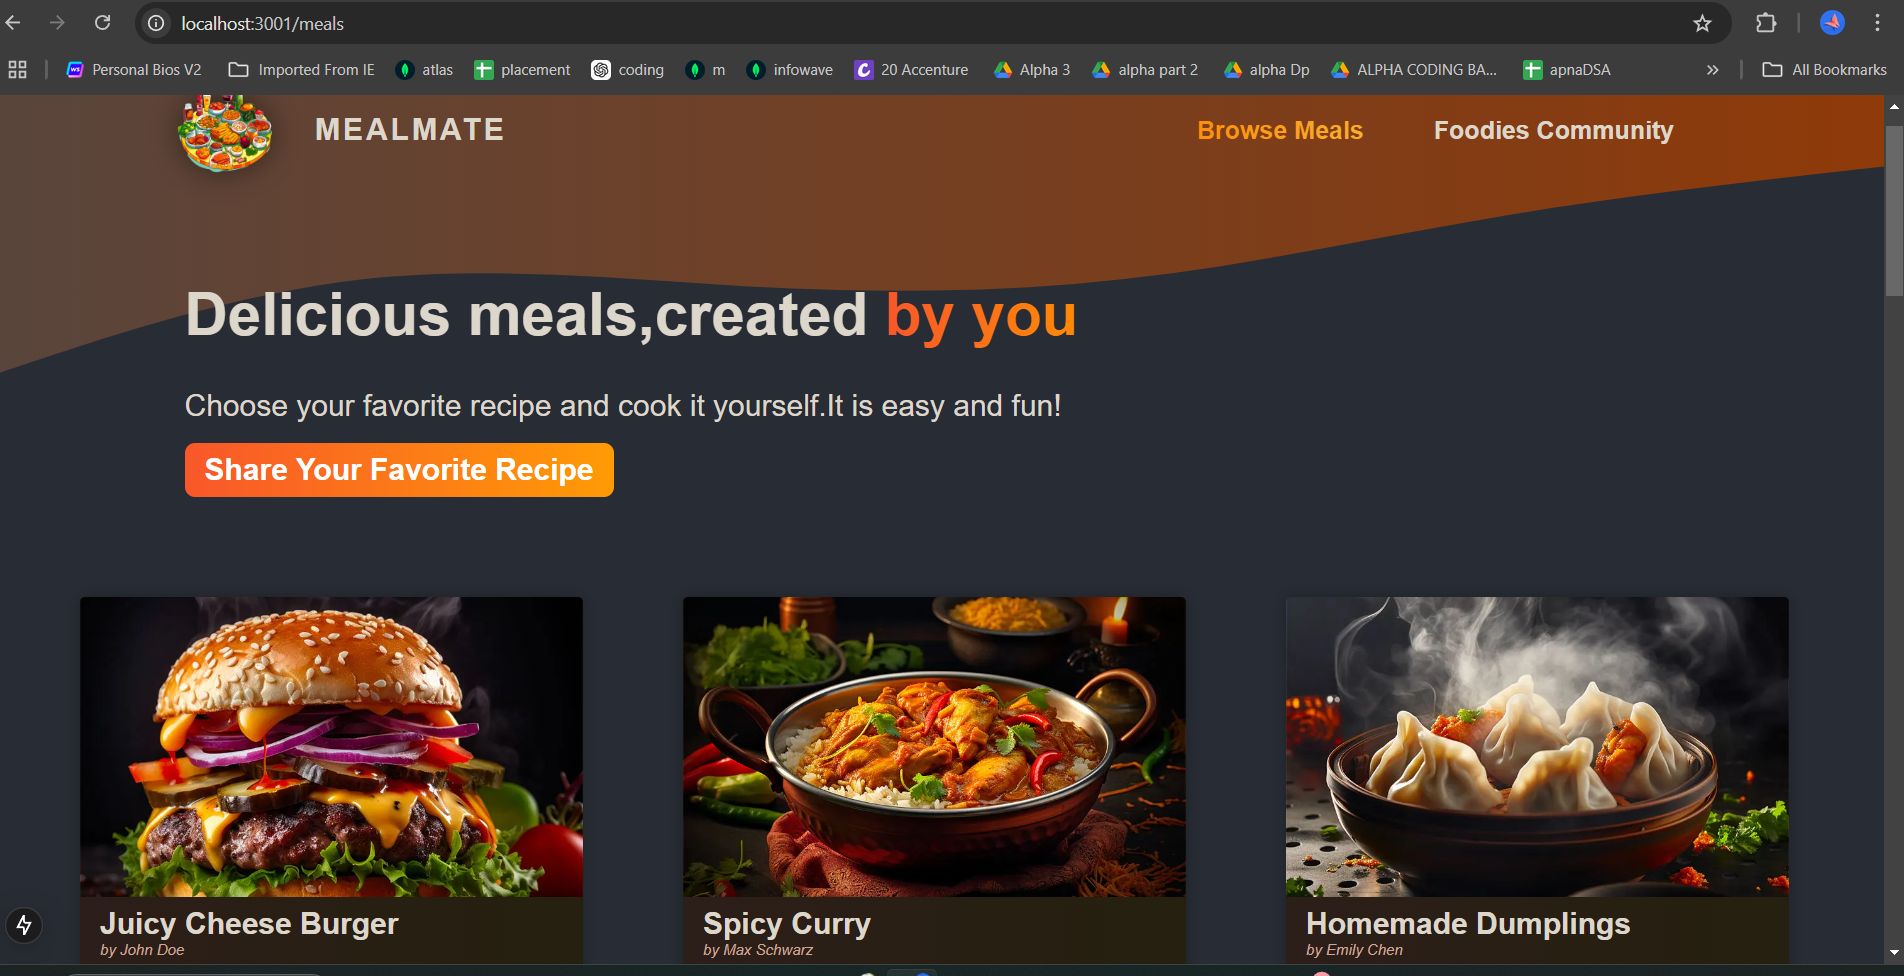 localhost:3001/meals
Personal Bios V2 Imported From IE atlas placement coding m infowave 20 Accenture Alpha 3 alpha part 2 alpha Dp ALPHA CODING BA... apnaDSA » All Bookmarks
MEALMATE Browse Meals Foodies Community
Delicious meals,created by you
Choose your favorite recipe and cook it yourself.It is easy and fun!
Share Your Favorite Recipe
Juicy Cheese Burger
by John Doe
Spicy Curry
by Max Schwarz
Homemade Dumplings
by Emily Chen